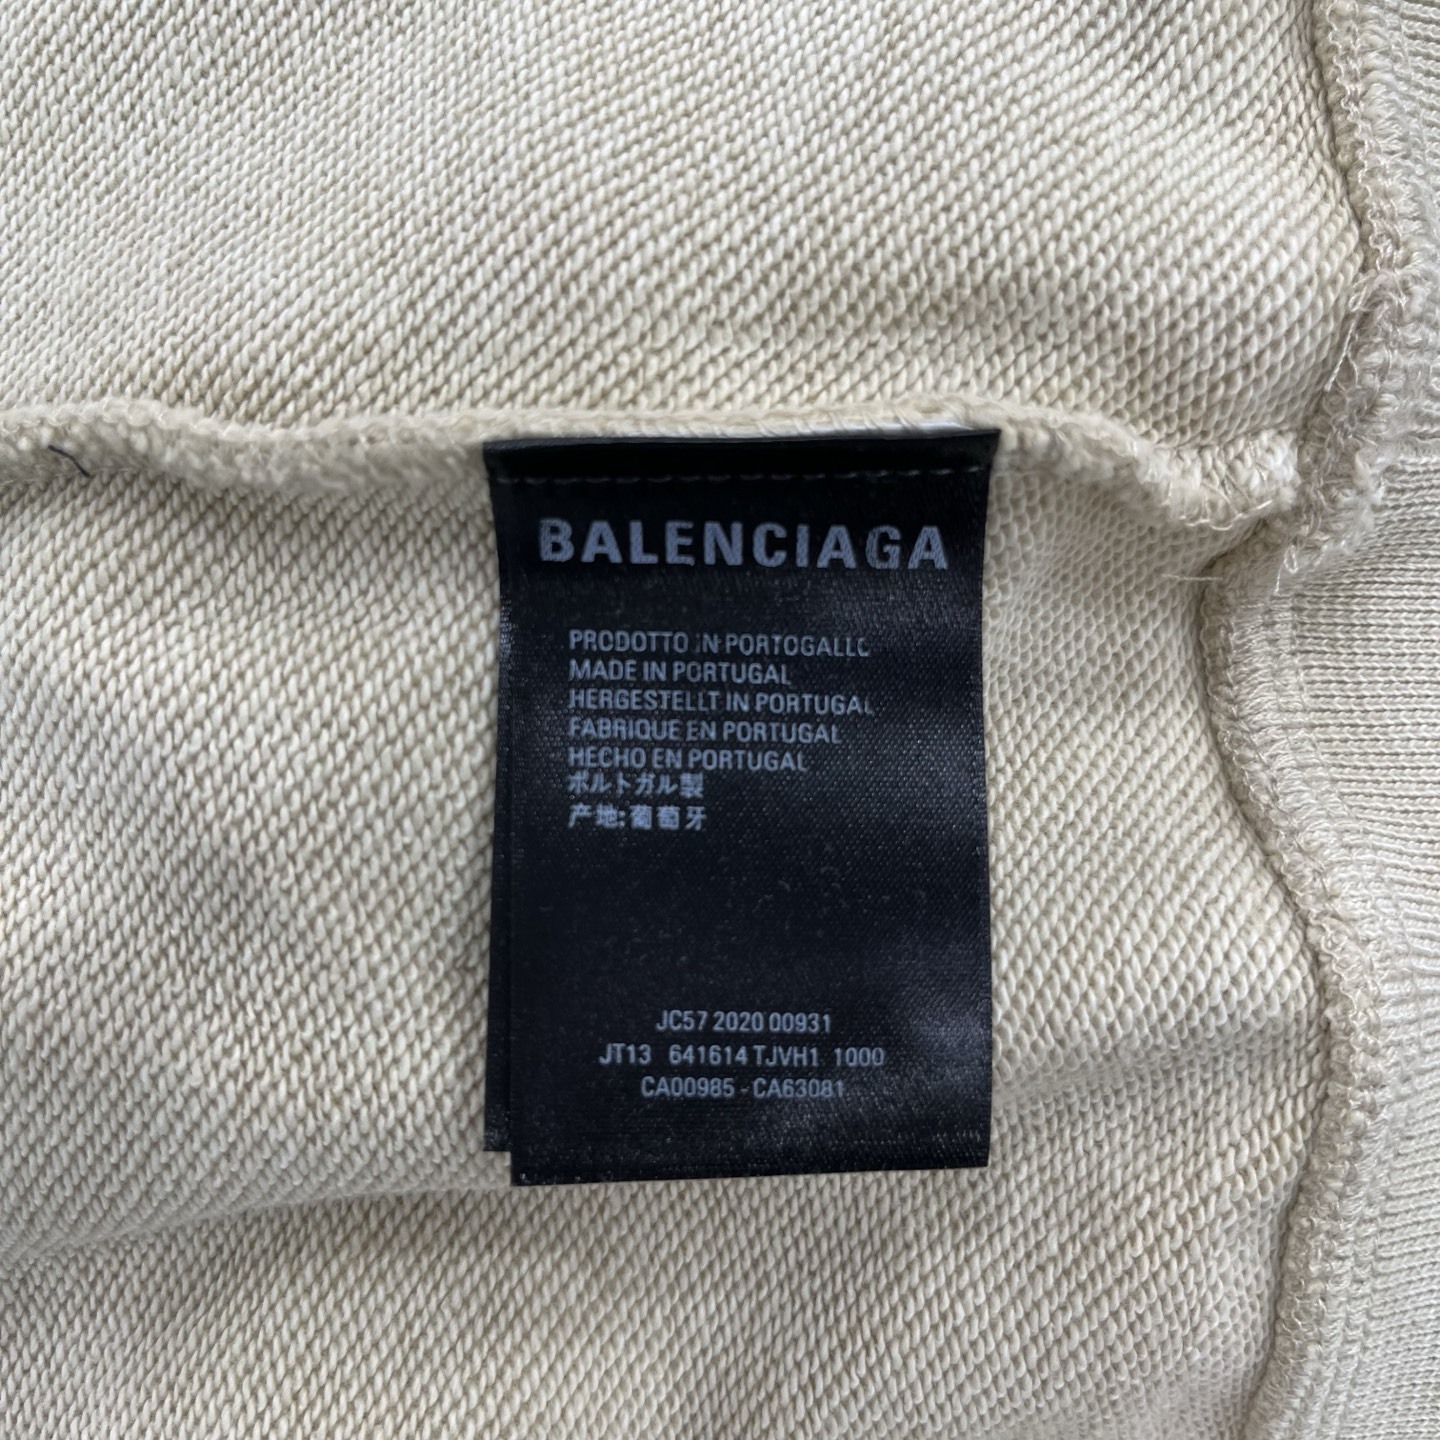 BALENCIAGA
PRODOTTO IN PORTOGALLO
MADE IN PORTUGAL
HERGESTELLT IN PORTUGAL
FABRIQUE EN PORTUGAL
HECHO EN PORTUGAL
ポルトガル製
产地:葡萄牙
JC57 2020 00931
JT13 641614 TJVH1 1000
CA00985 - CA63081